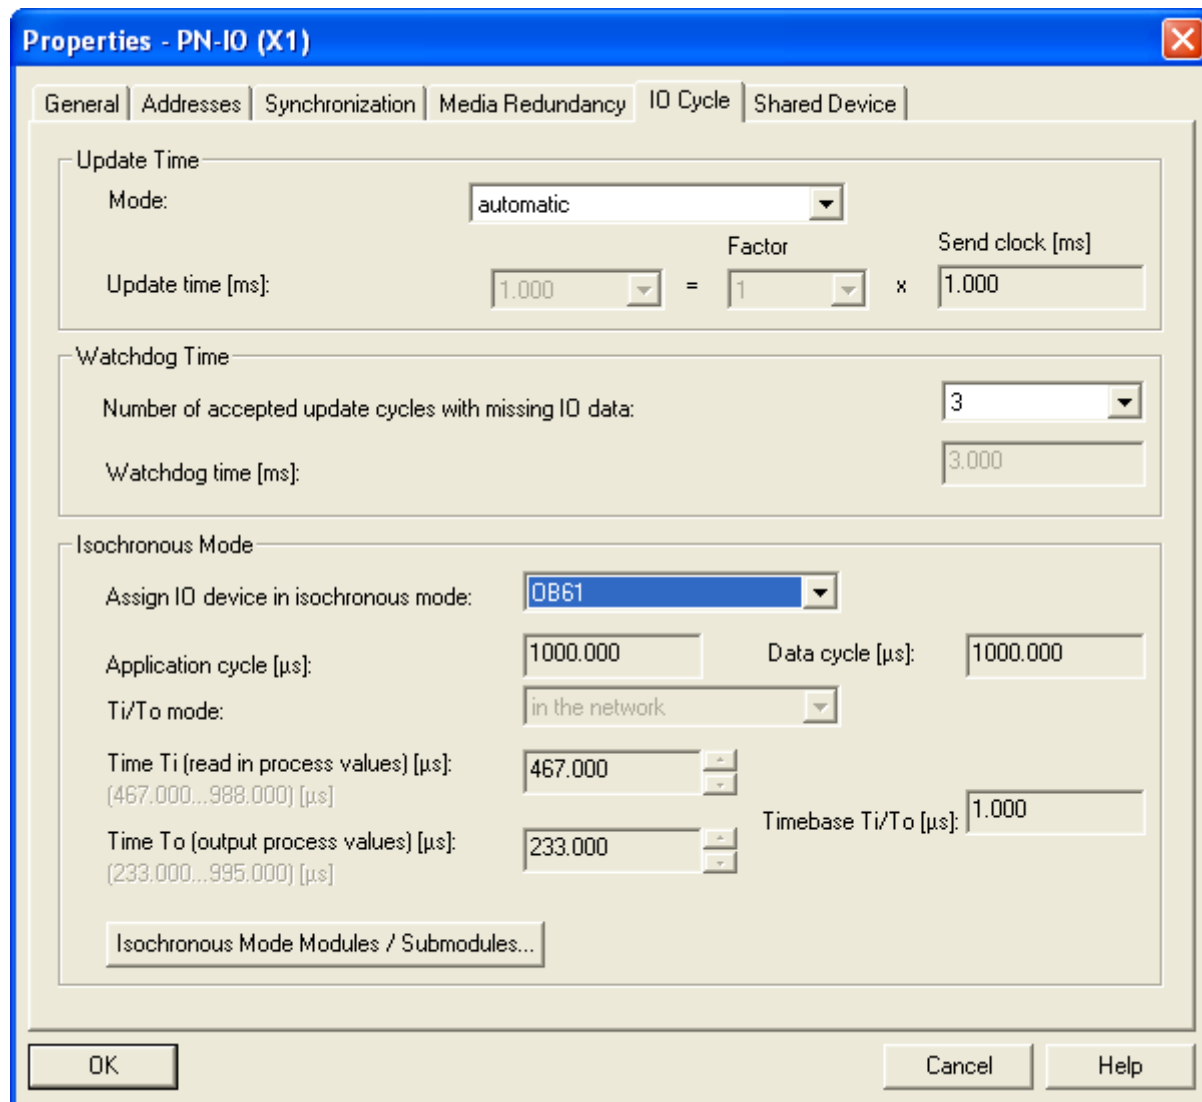 Properties - PN-IO (X1)
General Addresses Synchronization Media Redundancy IO Cycle Shared Device
Update Time
Mode: automatic
Factor Send clock [ms]
Update time [ms]: 1.000 = 1 x 1.000
Watchdog Time
Number of accepted update cycles with missing IO data: 3
Watchdog time [ms]: 3.000
Isochronous Mode
Assign IO device in isochronous mode: OB61
Application cycle [µs]: 1000.000 Data cycle [µs]: 1000.000
Ti/To mode: in the network
Time Ti (read in process values) [µs]: 467.000
(467.000...988.000) [µs]
Timebase Ti/To [µs]: 1.000
Time To (output process values) [µs]: 233.000
(233.000...995.000) [µs]
Isochronous Mode Modules / Submodules...
OK Cancel Help